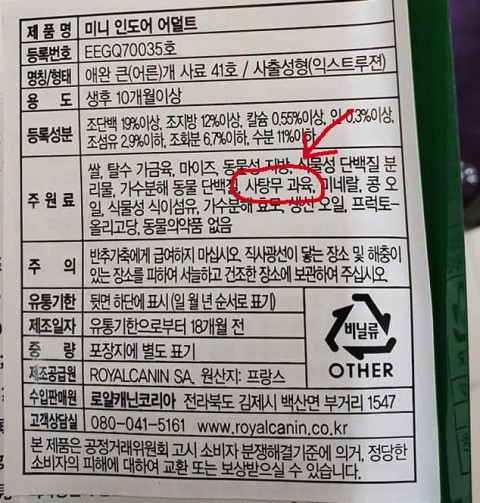 제 품 명 미니 인도어 어덜트
등록번호 EEGQ70035호
명칭/형태 애완 큰(어른)개 사료 41호 / 사출성형(익스트루젼)
용 도 생후 10개월이상
등록성분 조단백 19%이상, 조지방 12%이상, 칼슘 0.55%이상, 인 0.3%이상,
조섬유 2.9%이하, 조회분 6.7%이하, 수분 11%이하
주 원 료 쌀, 탈수 가금육, 마이즈, 동물성 지방, 식물성 단백질 분
리물, 가수분해 동물 단백질, 사탕무 과육, 미네랄, 콩 오
일, 식물성 식이섬유, 가수분해 효모, 생선 오일, 프럭토-
올리고당, 동물의약품 없음
주 의 반추가축에게 급여하지 마십시오. 직사광선이 닿는 장소 및 해충이
있는 장소를 피하여 서늘하고 건조한 장소에 보관하여 주십시오.
유통기한 뒷면 하단에 표시 (일 월 년 순서로 표기)
제조일자 유통기한으로부터 18개월 전
중 량 포장지에 별도 표기
제조공급원 ROYALCANIN SA. 원산지: 프랑스
비닐류
OTHER
수입판매원 로얄캐닌코리아 전라북도 김제시 백산면 부거리 1547
고객상담실 080-041-5161 www.royalcanin.co.kr
본 제품은 공정거래위원회 고시 소비자 분쟁해결기준에 의거, 정당한
소비자의 피해에 대하여 교환 또는 보상받으실 수 있습니다.